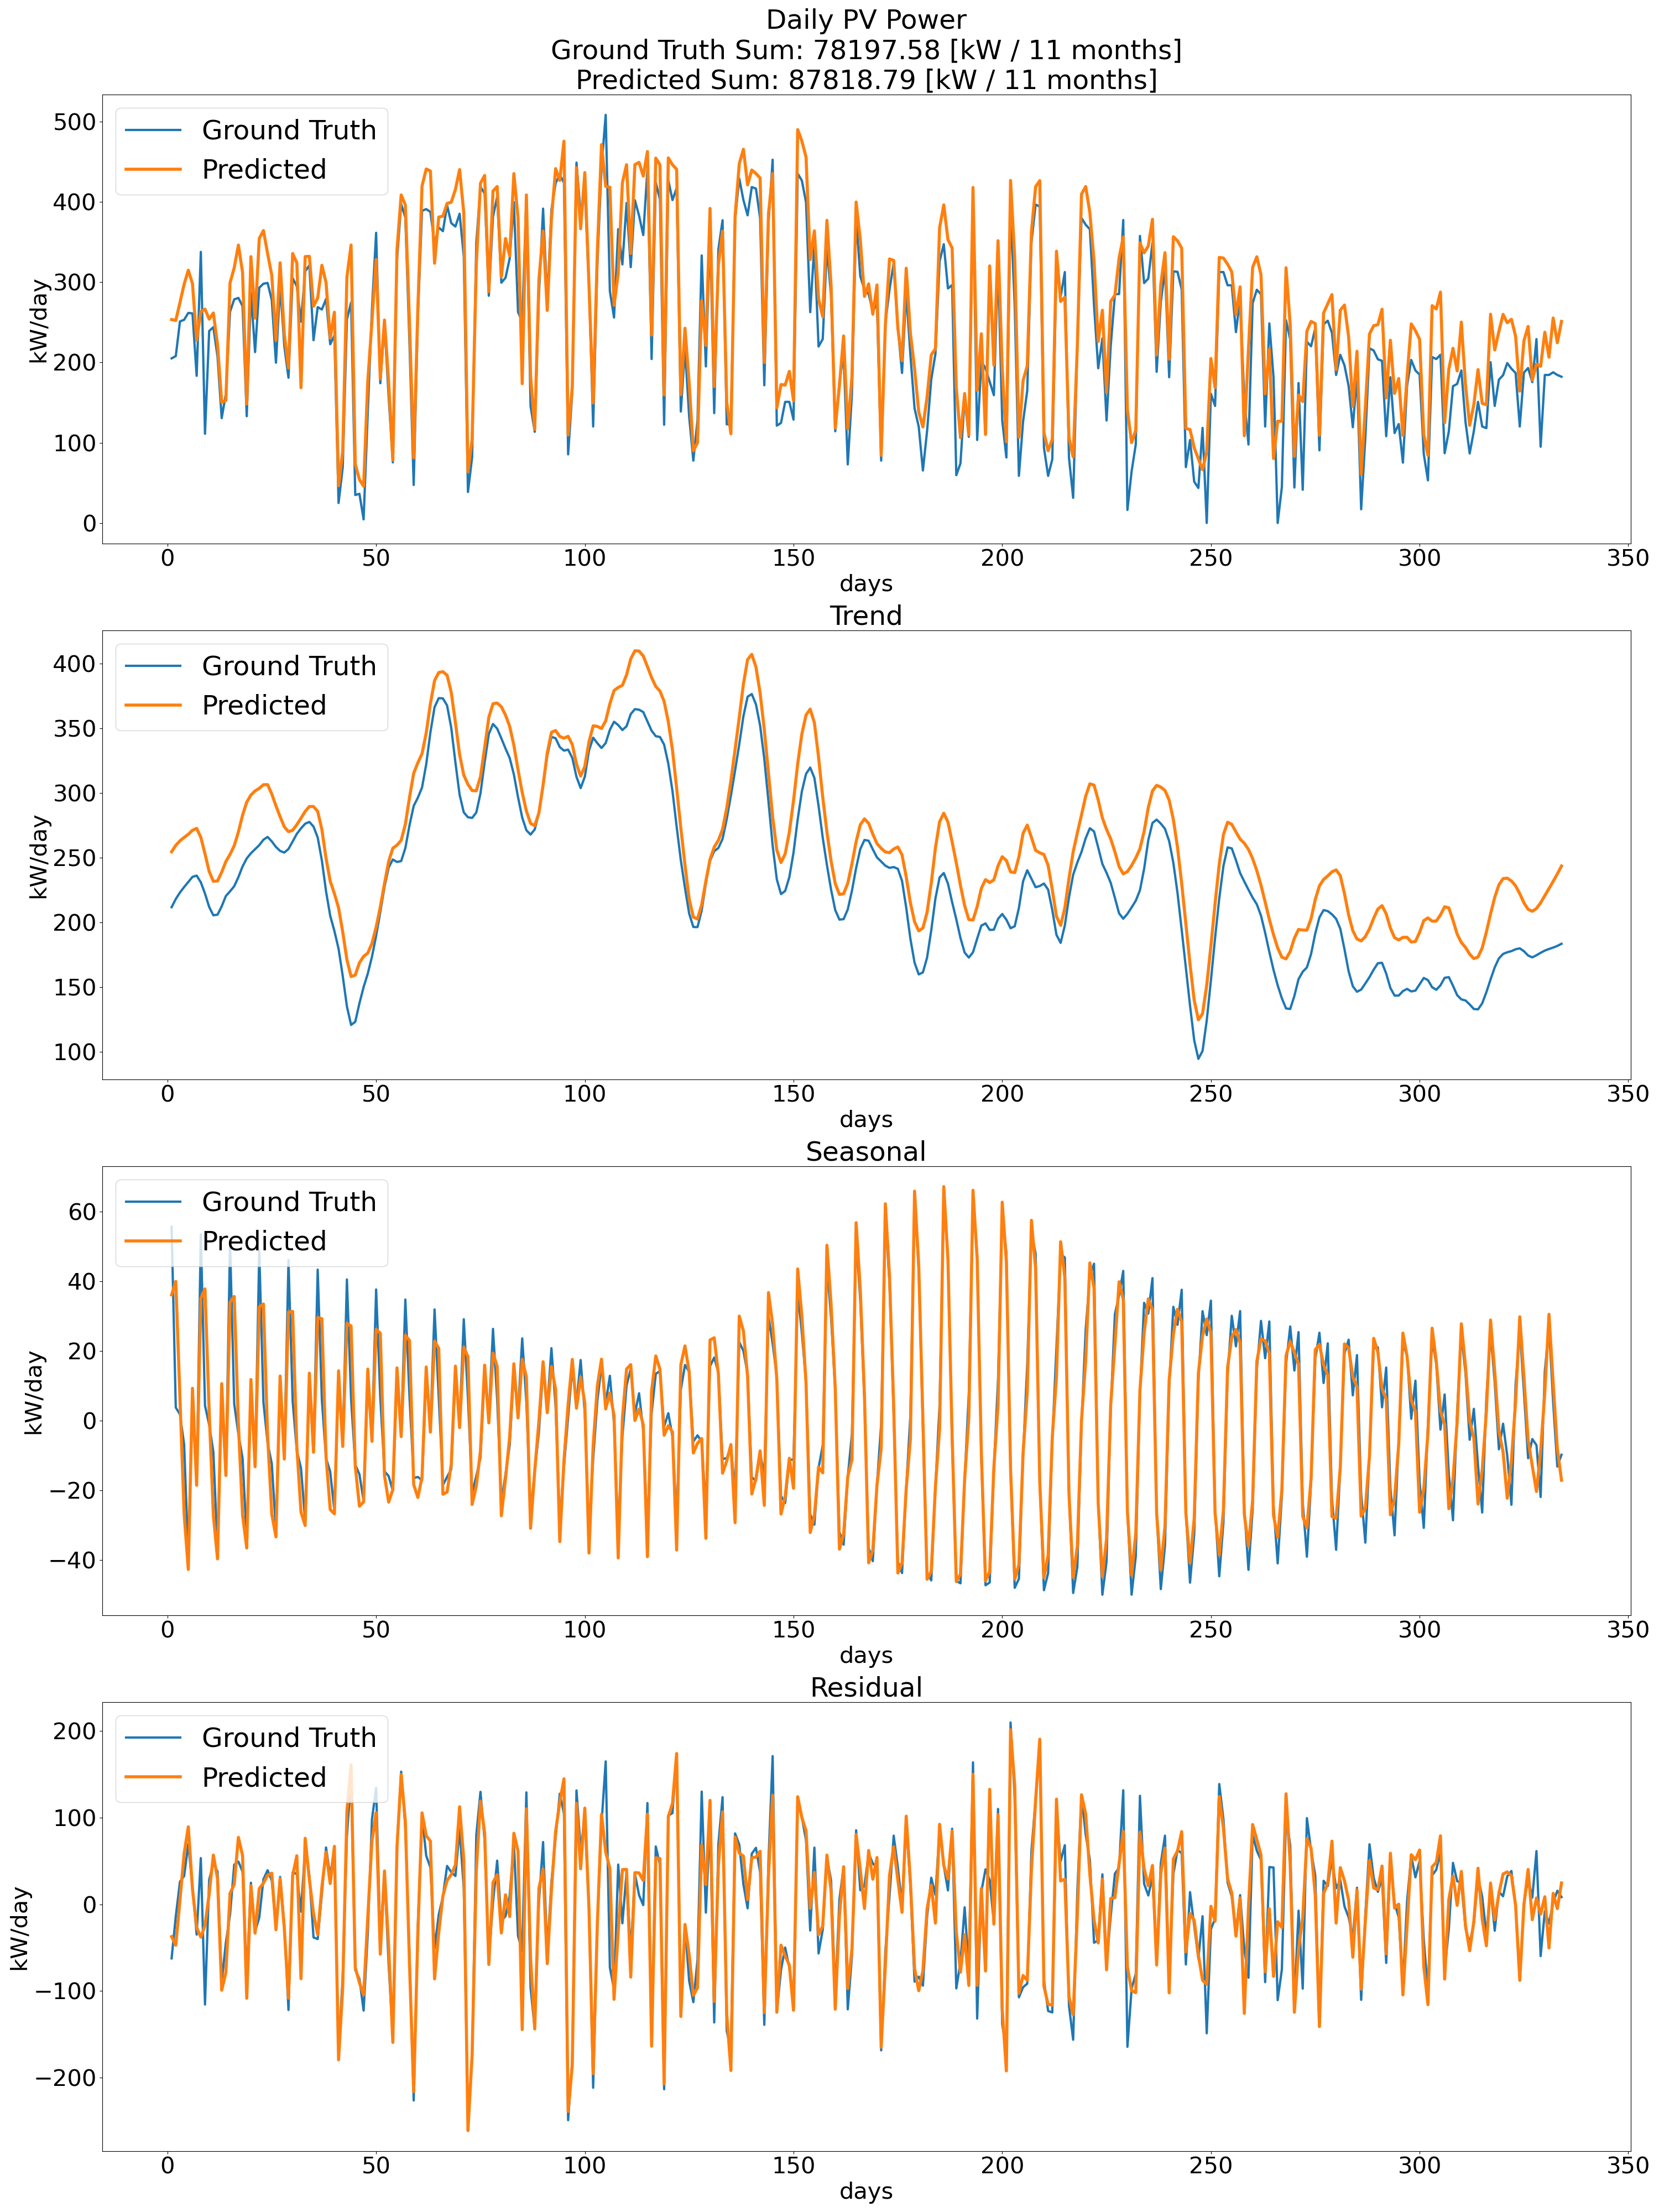 Daily PV Power
Ground Truth Sum: 78197.58 [kW / 11 months]
Predicted Sum: 87818.79 [kW / 11 months]
Ground Truth
Predicted
500
400
300
200
100
0
kW/day
0 50 100 150 200 250 300 350
days
Trend
Ground Truth
Predicted
400
350
300
250
200
150
100
kW/day
0 50 100 150 200 250 300 350
days
Seasonal
Ground Truth
Predicted
60
40
20
0
−20
−40
kW/day
0 50 100 150 200 250 300 350
days
Residual
Ground Truth
Predicted
200
100
0
−100
−200
kW/day
0 50 100 150 200 250 300 350
days